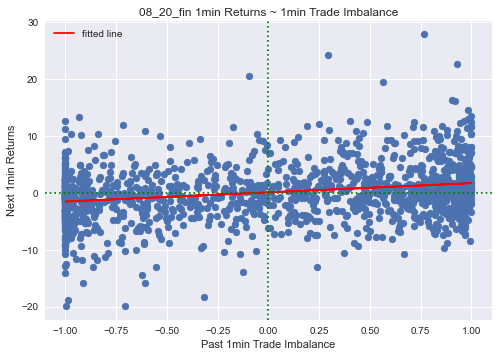 08_20_fin 1min Returns ~ 1min Trade Imbalance
fitted line
Next 1min Returns
30
20
10
0
−10
−20
−1.00 −0.75 −0.50 −0.25 0.00 0.25 0.50 0.75 1.00
Past 1min Trade Imbalance